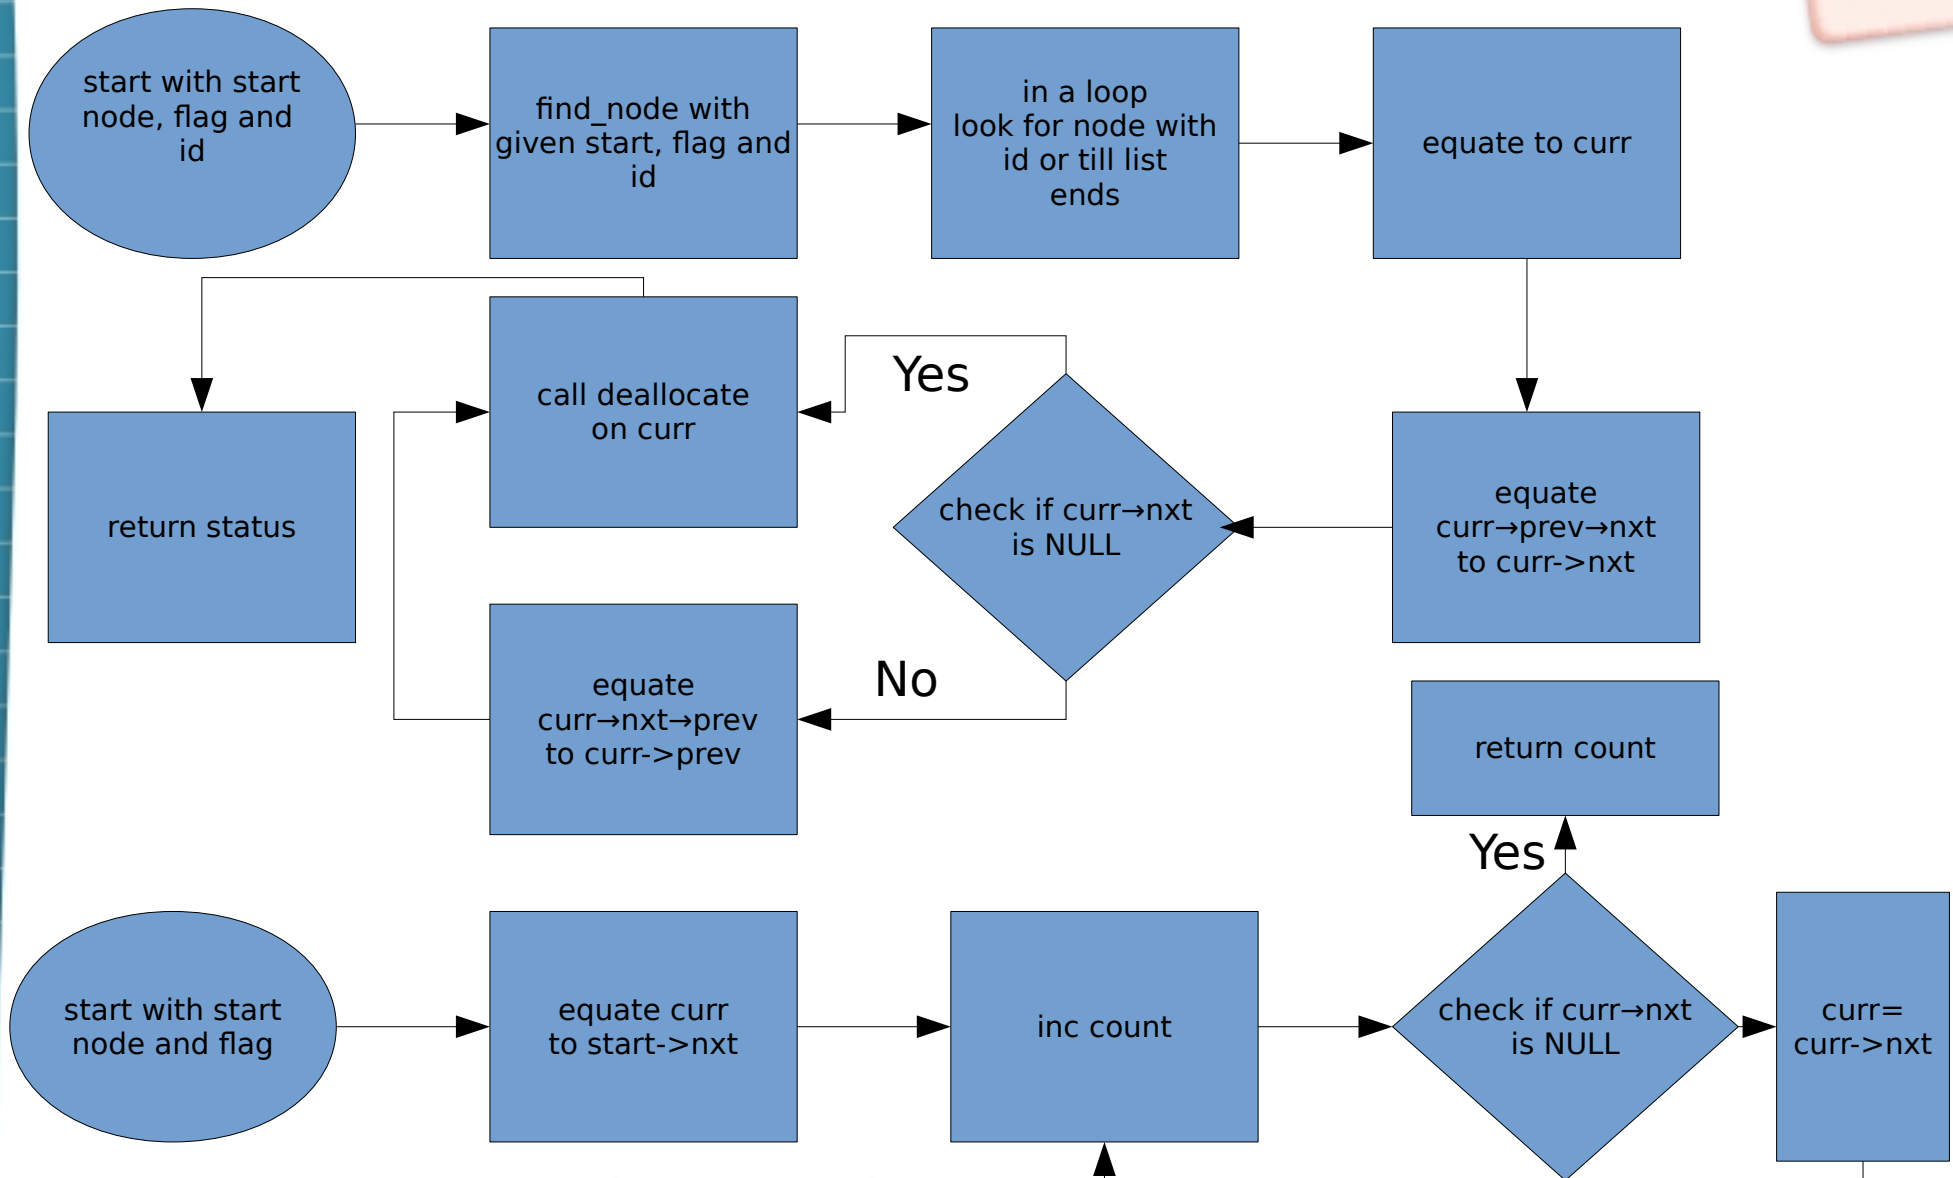 start with start
node, flag and
id
find_node with
given start, flag and
id
in a loop
look for node with
id or till list
ends
equate to curr
return status
call deallocate
on curr
Yes
check if curr→nxt
is NULL
equate
curr→prev→nxt
to curr->nxt
No
equate
curr→nxt→prev
to curr->prev
return count
Yes
start with start
node and flag
equate curr
to start->nxt
inc count
check if curr→nxt
is NULL
curr=
curr->nxt